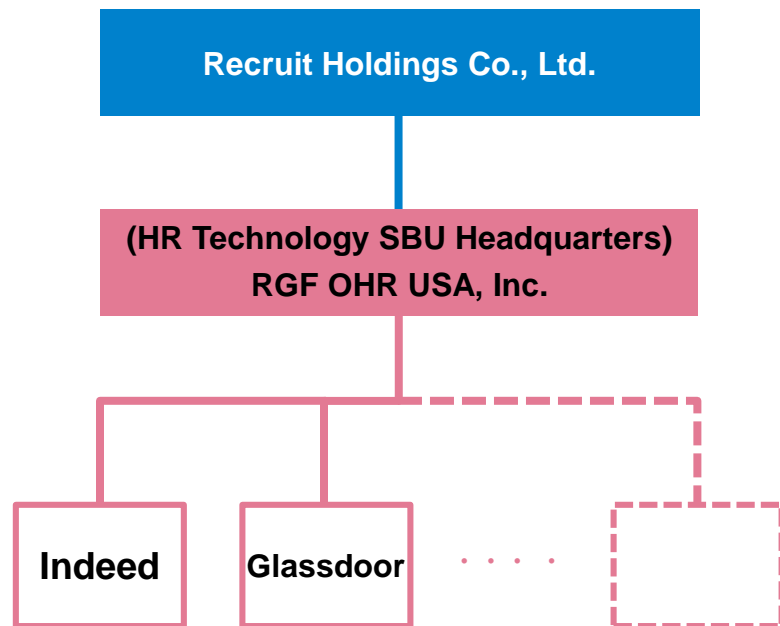 Recruit Holdings Co., Ltd.
(HR Technology SBU Headquarters)
RGF OHR USA, Inc.
Indeed
Glassdoor
· · · ·